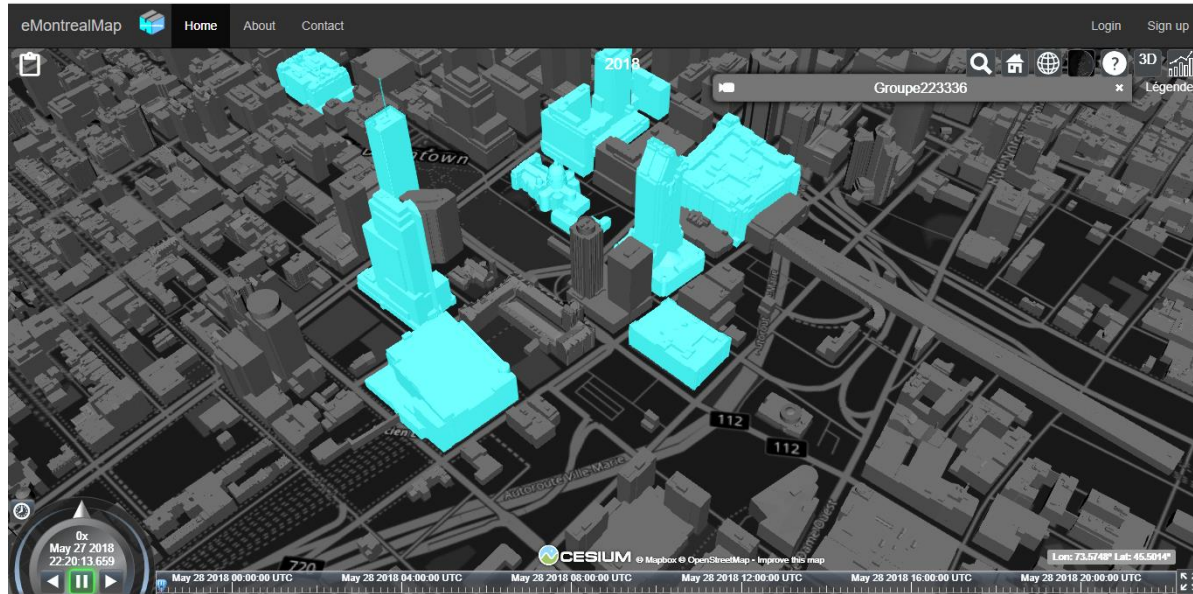 eMontrealMap Home About Contact Login Sign up
2018
? 3D
Groupe223336 ×
Légende
112
112
Autoroute Ville-Marie
720
0x
May 27 2018
22:20:13.659
CESIUM © Mapbox © OpenStreetMap - Improve this map
Lon: 73.5748° Lat: 45.5014°
May 28 2018 00:00:00 UTC May 28 2018 04:00:00 UTC May 28 2018 08:00:00 UTC May 28 2018 12:00:00 UTC May 28 2018 16:00:00 UTC May 28 2018 20:00:00 UTC